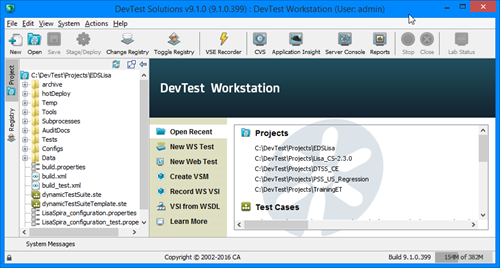 DevTest Solutions v9.1.0 (9.1.0.399) : DevTest Workstation (User: admin)
File Edit View System Actions Help
New Open Save Stage/Deploy Change Registry Toggle Registry VSE Recorder CVS Application Insight Server Console Reports Stop Close Lab Status
Project
Registry
C:\DevTest\Projects\EDSLisa
archive
hotDeploy
Temp
Tools
Subprocesses
AuditDocs
Tests
Configs
Data
build.properties
build.xml
build_test.xml
dynamicTestSuite.ste
dynamicTestSuiteTemplate.ste
LisaSpira_configuration.prope
LisaSpira_configuration_test.prope
DevTest Workstation
Open Recent
New WS Test
New Web Test
Create VSM
Record WS VSI
VSI from WSDL
Learn More
Projects
C:\DevTest\Projects\EDSLisa
C:\DevTest\Projects\Lisa_CS-2.3.0
C:\DevTest\Projects\DTSS_CE
C:\DevTest\Projects\PSS_US_Regression
C:\DevTest\Projects\TrainingET
Test Cases
System Messages
Copyright © 2002-2016 CA
Build 9.1.0.399
154M of 382M